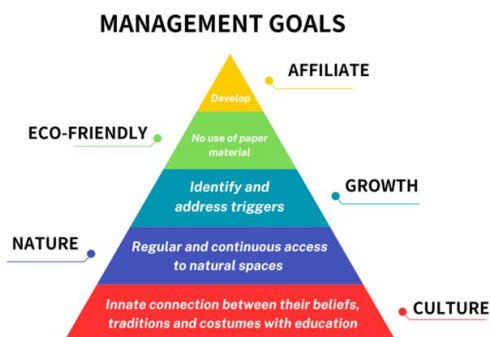 MANAGEMENT GOALS
AFFILIATE
Develop
ECO-FRIENDLY
No use of paper
material
Identify and
address triggers
GROWTH
NATURE
Regular and continuous access
to natural spaces
Innate connection between their beliefs,
traditions and costumes with education
CULTURE